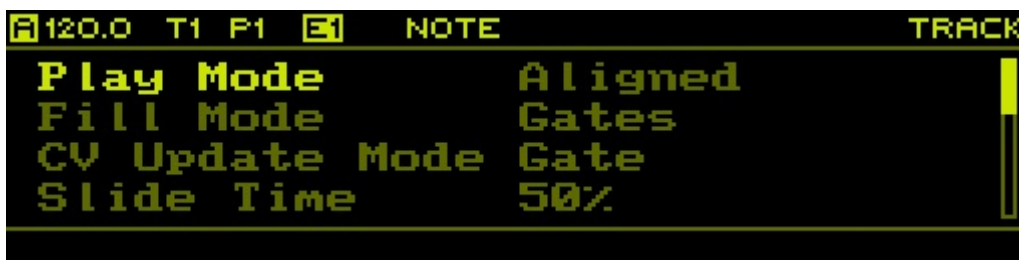 A 120.0 T1 P1 E1 NOTE TRACK
Play Mode Aligned
Fill Mode Gates
CV Update Mode Gate
Slide Time 50%